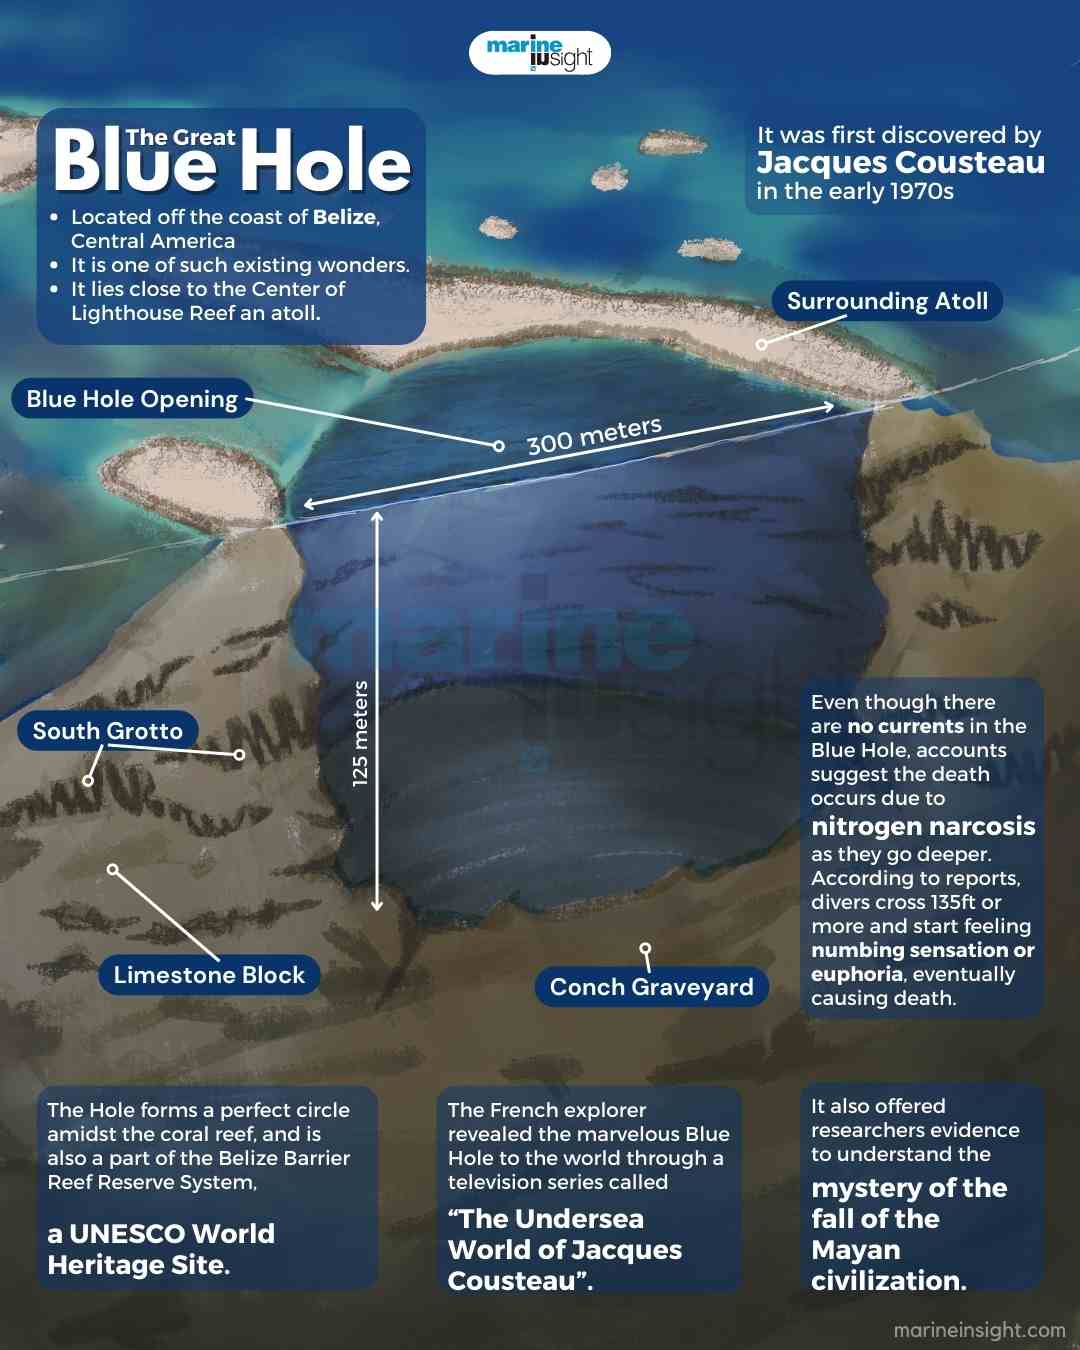 marine
insight
The Great
Blue Hole
• Located off the coast of Belize,
Central America
• It is one of such existing wonders.
• It lies close to the Center of
Lighthouse Reef an atoll.
It was first discovered by
Jacques Cousteau
in the early 1970s
Surrounding Atoll
Blue Hole Opening
300 meters
125 meters
marine
insight
South Grotto
Limestone Block
Conch Graveyard
Even though there
are no currents in the
Blue Hole, accounts
suggest the death
occurs due to
nitrogen narcosis
as they go deeper.
According to reports,
divers cross 135ft or
more and start feeling
numbing sensation or
euphoria, eventually
causing death.
The Hole forms a perfect circle
amidst the coral reef, and is
also a part of the Belize Barrier
Reef Reserve System,
a UNESCO World
Heritage Site.
The French explorer
revealed the marvelous Blue
Hole to the world through a
television series called
“The Undersea
World of Jacques
Cousteau”.
It also offered
researchers evidence
to understand the
mystery of the
fall of the
Mayan
civilization.
marineinsight.com